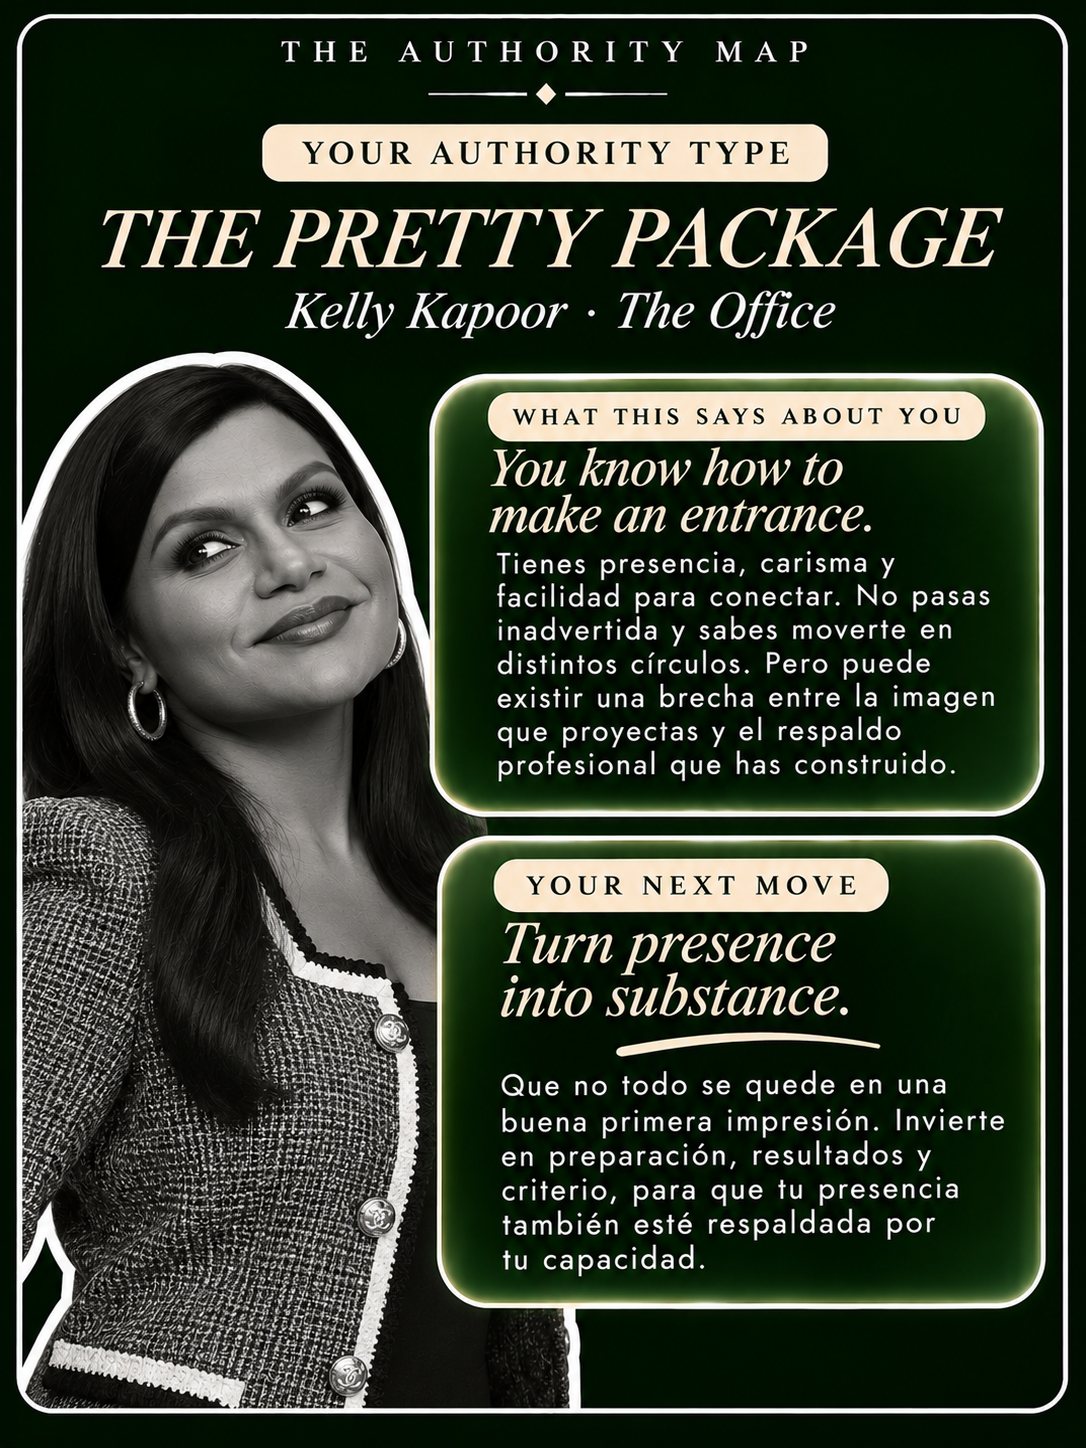 THE AUTHORITY MAP
YOUR AUTHORITY TYPE
THE PRETTY PACKAGE
Kelly Kapoor · The Office
WHAT THIS SAYS ABOUT YOU
You know how to
make an entrance.
Tienes presencia, carisma y
facilidad para conectar. No pasas
inadvertida y sabes moverte en
distintos círculos. Pero puede
existir una brecha entre la imagen
que proyectas y el respaldo
profesional que has construido.
YOUR NEXT MOVE
Turn presence
into substance.
Que no todo se quede en una
buena primera impresión. Invierte
en preparación, resultados y
criterio, para que tu presencia
también esté respaldada por
tu capacidad.